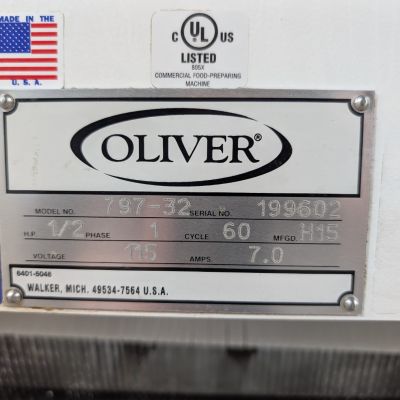 MADE IN THE
U. S. A.
C UL US
LISTED
805X
COMMERCIAL FOOD-PREPARING
MACHINE
OLIVER®
MODEL NO. 797-32 SERIAL NO. 199602
H.P. 1/2 PHASE 1 CYCLE 60 MFGD. H15
VOLTAGE 115 AMPS 7.0
6401-5046
WALKER, MICH. 49534-7564 U.S.A.